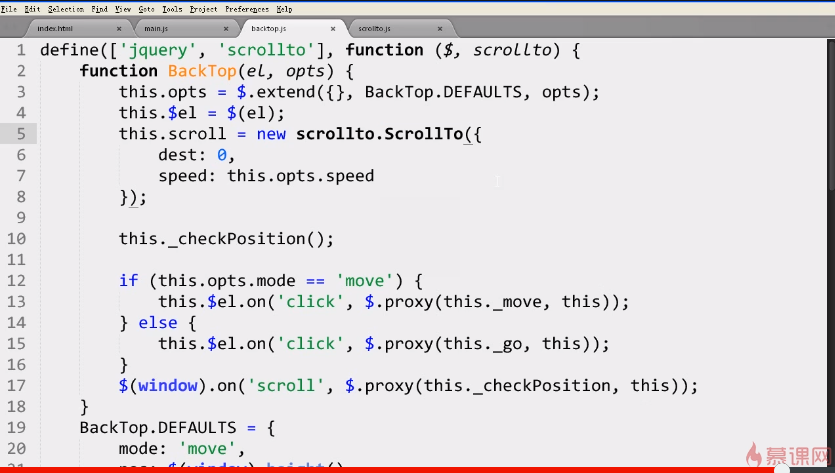 File Edit Selection Find View Goto Tools Project Preferences Help
index.html × main.js × backtop.js × scrollto.js ×
1 define(['jquery', 'scrollto'], function ($, scrollto) {
2 function BackTop(el, opts) {
3 this.opts = $.extend({}, BackTop.DEFAULTS, opts);
4 this.$el = $(el);
5 this.scroll = new scrollto.ScrollTo({
6 dest: 0,
7 speed: this.opts.speed
8 });
9
10 this._checkPosition();
11
12 if (this.opts.mode == 'move') {
13 this.$el.on('click', $.proxy(this._move, this));
14 } else {
15 this.$el.on('click', $.proxy(this._go, this));
16 }
17 $(window).on('scroll', $.proxy(this._checkPosition, this));
18 }
19 BackTop.DEFAULTS = {
20 mode: 'move',
21 pos: $(window).height()
慕课网